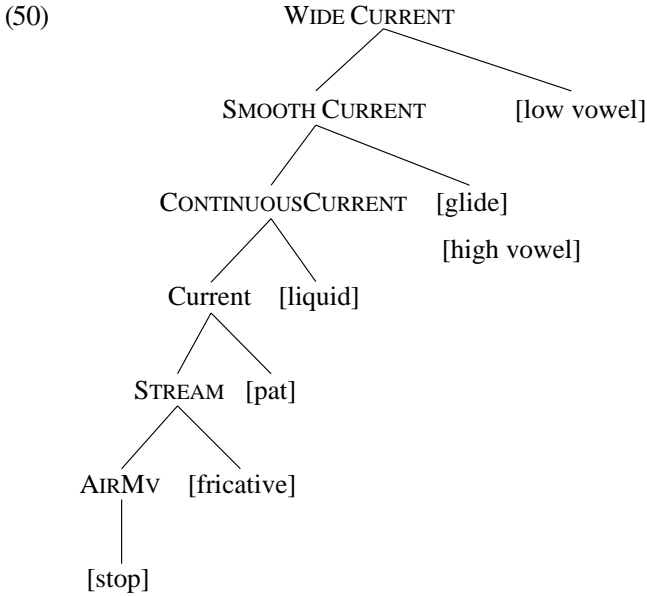 (50) WIDE CURRENT
SMOOTH CURRENT [low vowel]
CONTINUOUSCURRENT [glide]
[high vowel]
Current [liquid]
STREAM [pat]
AIRMV [fricative]
[stop]